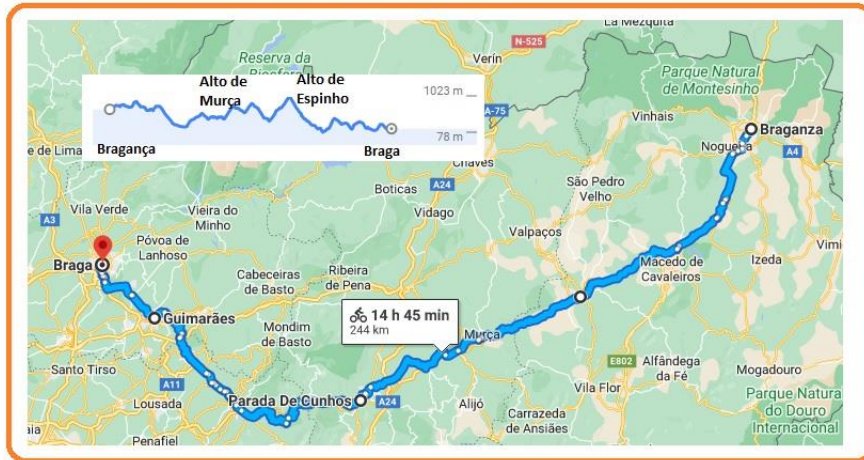 La Mezquita
N-525
Verín
Reserva da
Parque Natural
de Montesinho
Alto de
Murça
Alto de
Espinho
1023 m
78 m
Bragança
Braga
A-75
Vinhais
Braganza
A4
de Lima
Chaves
A24
Boticas
São Pedro
Velho
A3
Vila Verde
Vieira do
Minho
Vidago
Valpaços
Póvoa de
Lanhoso
Braga
Cabeceiras
de Basto
Ribeira
de Pena
Macedo de
Cavaleiros
Izeda
14 h 45 min
244 km
Guimarães
Mondim
de Basto
Murça
Santo Tirso
E802
Alfândega
da Fé
Mogadouro
A11
Lousada
Parada De Cunhos
A24
Alijó
Vila Flor
Carrazeda
de Ansiães
Parque Natura
do Douro
Internacional
Penafiel